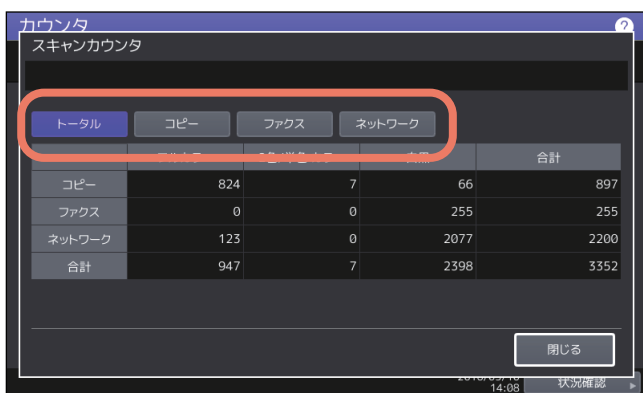 カウンタ ?
スキャンカウンタ
トータル コピー ファクス ネットワーク
合計
コピー 824 7 66 897
ファクス 0 0 255 255
ネットワーク 123 0 2077 2200
合計 947 7 2398 3352
閉じる
14:08 状況確認